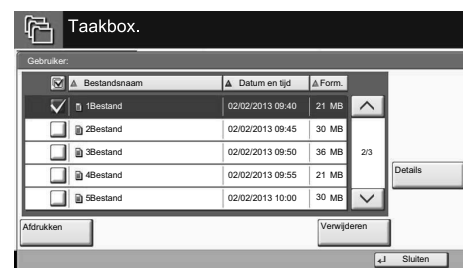 Taakbox.
Gebruiker:
Bestandsnaam Datum en tijd Form.
1Bestand 02/02/2013 09:40 21 MB
2Bestand 02/02/2013 09:45 30 MB
3Bestand 02/02/2013 09:50 36 MB 2/3
4Bestand 02/02/2013 09:55 21 MB
Details
5Bestand 02/02/2013 10:00 30 MB
Afdrukken Verwijderen
Sluiten